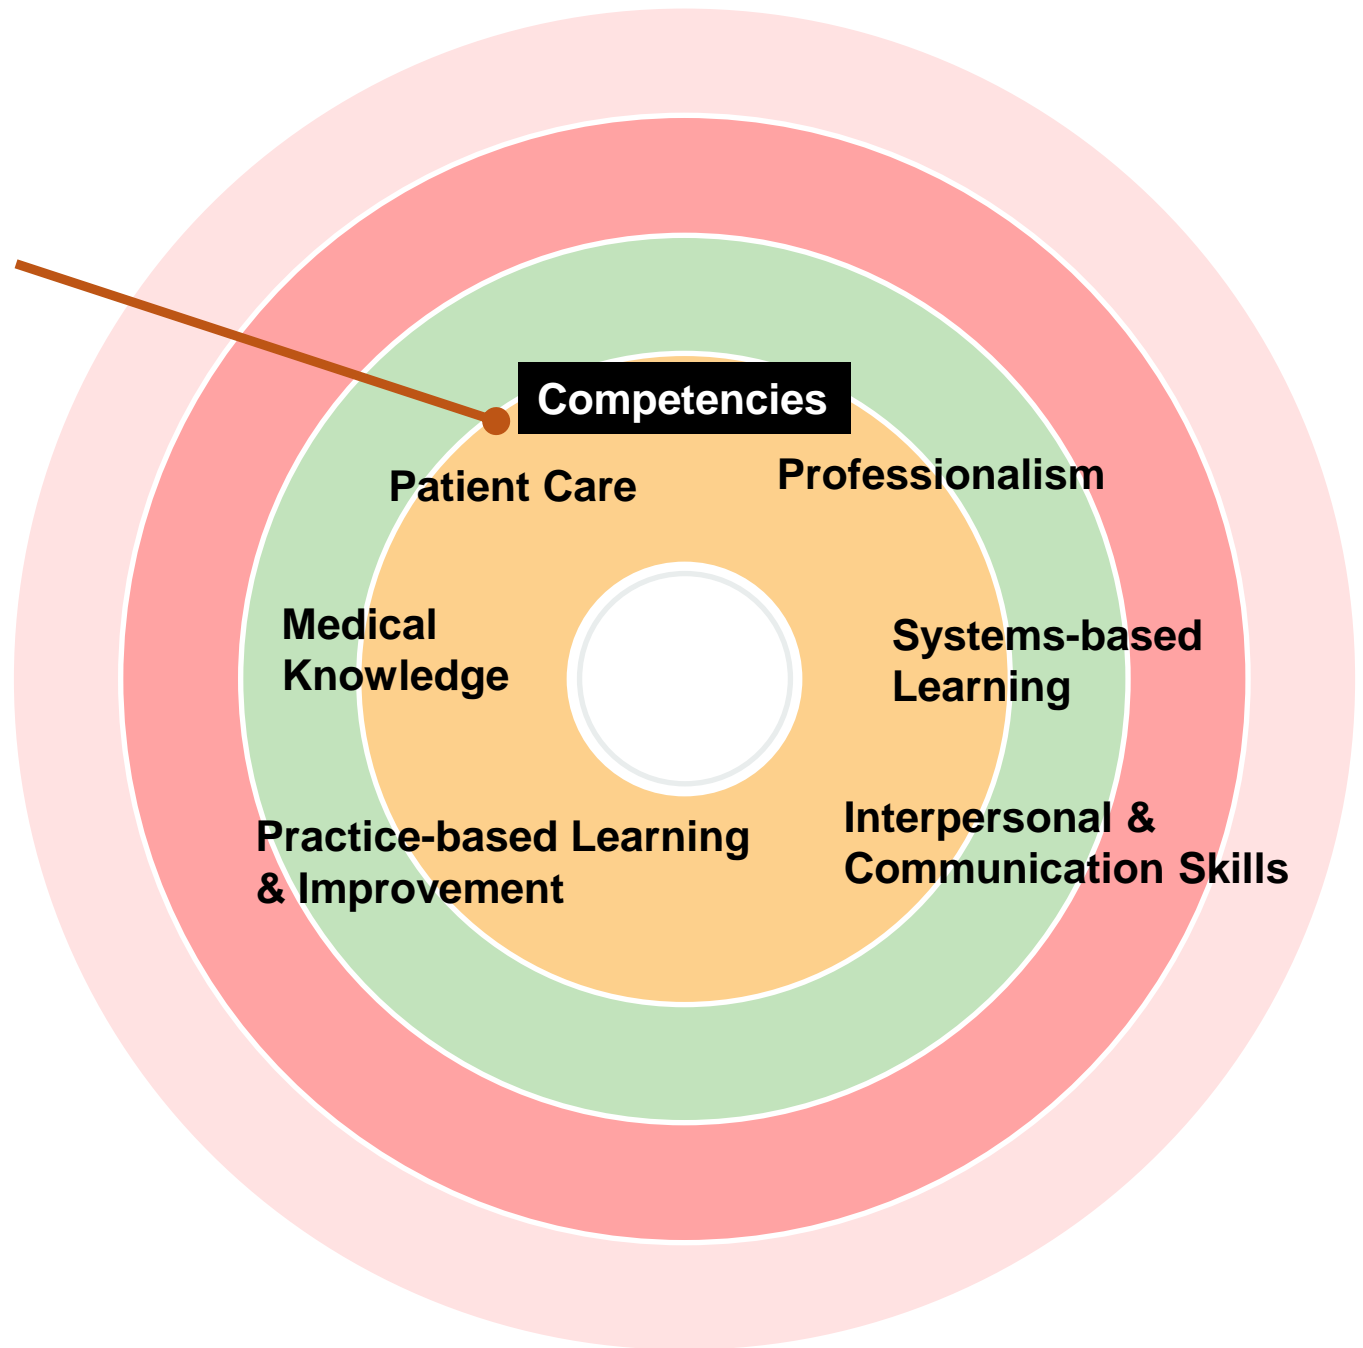 Competencies
Patient Care
Professionalism
Medical
Knowledge
Systems-based
Learning
Practice-based Learning
& Improvement
Interpersonal &
Communication Skills